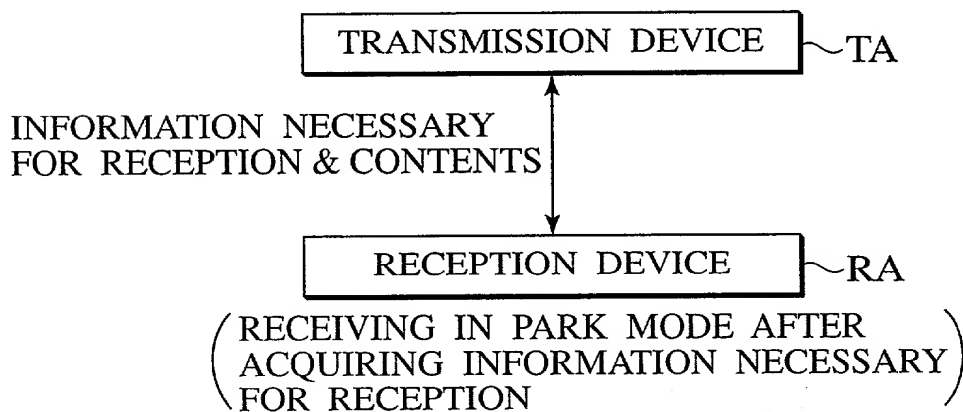 TRANSMISSION DEVICE TA
INFORMATION NECESSARY
FOR RECEPTION & CONTENTS
RECEPTION DEVICE RA
(RECEIVING IN PARK MODE AFTER
ACQUIRING INFORMATION NECESSARY
FOR RECEPTION)